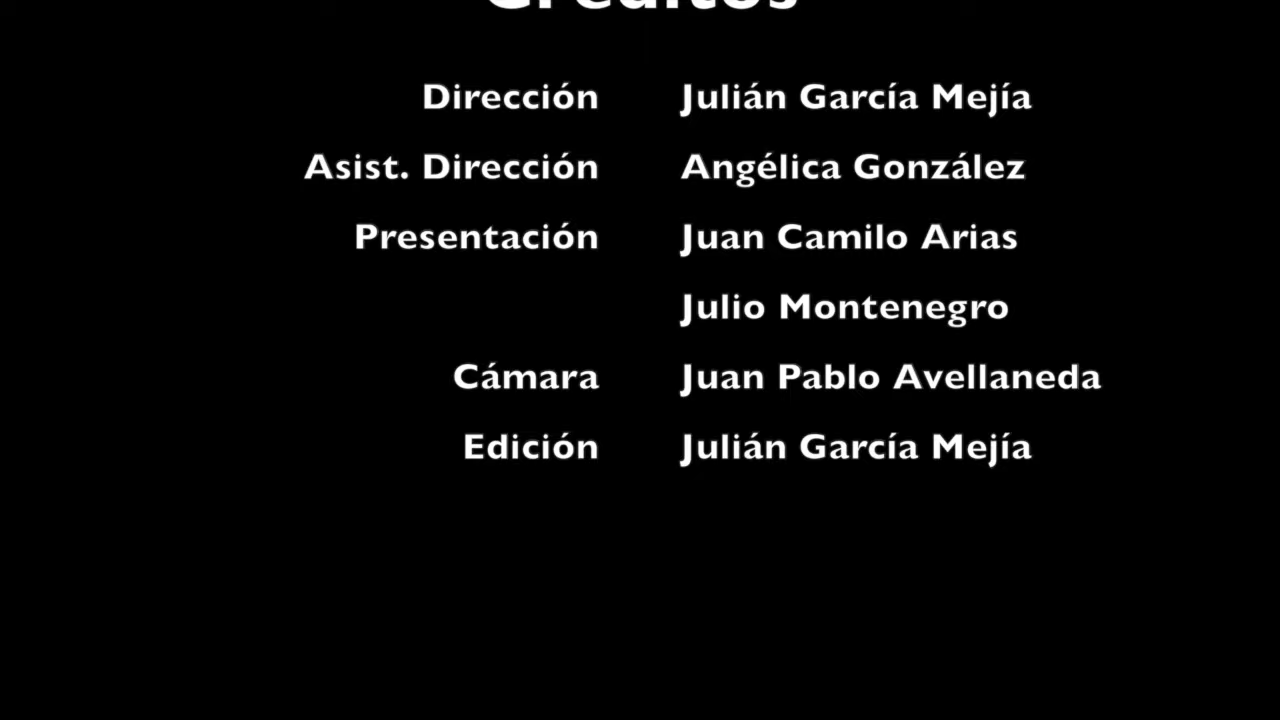 Créditos
Dirección Julián García Mejía
Asist. Dirección Angélica González
Presentación Juan Camilo Arias
Julio Montenegro
Cámara Juan Pablo Avellaneda
Edición Julián García Mejía